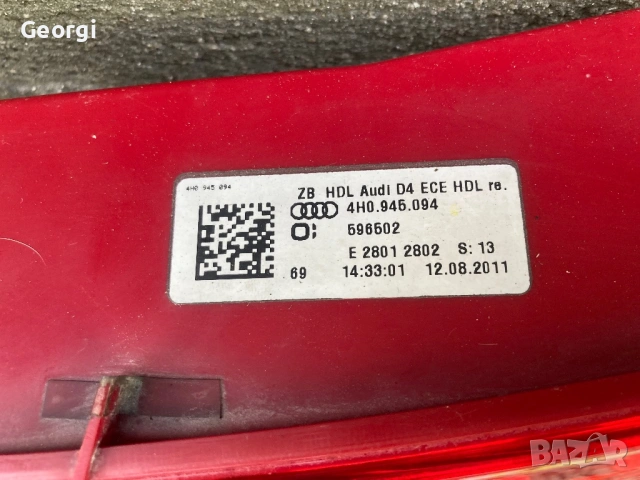 Georgi
4H0 945 094
ZB HDL Audi D4 ECE HDL re.
4H0.945.094
596502
E 2801 2802 S: 13
69 14:33:01 12.08.2011
BAZAR